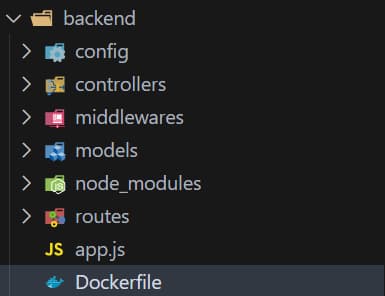 backend
config
controllers
middlewares
models
node_modules
routes
JS app.js
Dockerfile